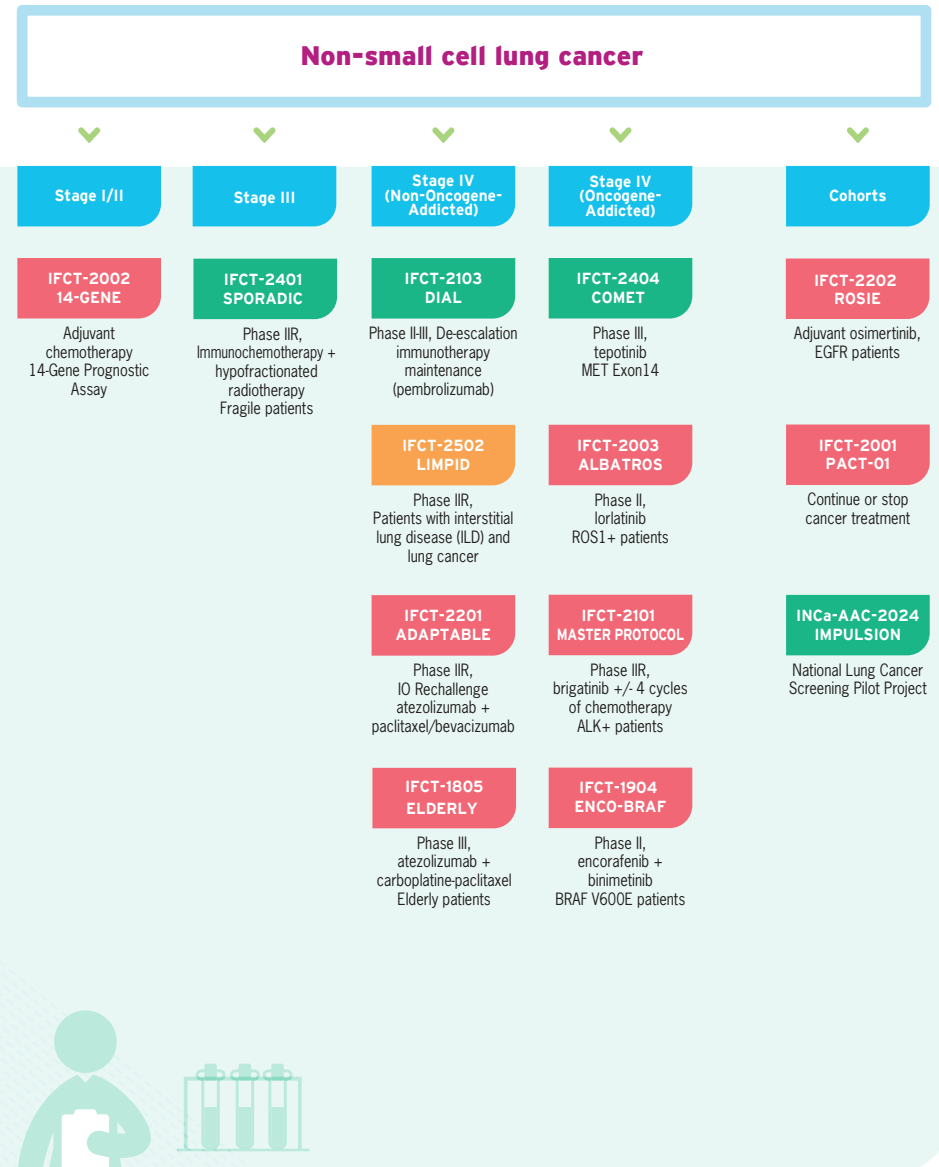 Non-small cell lung cancer
Stage I/II
IFCT-2002
14-GENE
Adjuvant
chemotherapy
14-Gene Prognostic
Assay
Stage III
IFCT-2401
SPORADIC
Phase IIR,
Immunochemotherapy +
hypofractionated
radiotherapy
Fragile patients
Stage IV
(Non-Oncogene-
Addicted)
IFCT-2103
DIAL
Phase II-III, De-escalation
immunotherapy
maintenance
(pembrolizumab)
IFCT-2502
LIMPID
Phase IIR,
Patients with interstitial
lung disease (ILD) and
lung cancer
IFCT-2201
ADAPTABLE
Phase IIR,
IO Rechallenge
atezolizumab +
paclitaxel/bevacizumab
IFCT-1805
ELDERLY
Phase III,
atezolizumab +
carboplatine-paclitaxel
Elderly patients
Stage IV
(Oncogene-
Addicted)
IFCT-2404
COMET
Phase III,
tepotinib
MET Exon14
IFCT-2003
ALBATROS
Phase II,
lorlatinib
ROS1+ patients
IFCT-2101
MASTER PROTOCOL
Phase IIR,
brigatinib +/- 4 cycles
of chemotherapy
ALK+ patients
IFCT-1904
ENCO-BRAF
Phase II,
encorafenib +
binimetinib
BRAF V600E patients
Cohorts
IFCT-2202
ROSIE
Adjuvant osimertinib,
EGFR patients
IFCT-2001
PACT-01
Continue or stop
cancer treatment
INCa-AAC-2024
IMPULSION
National Lung Cancer
Screening Pilot Project